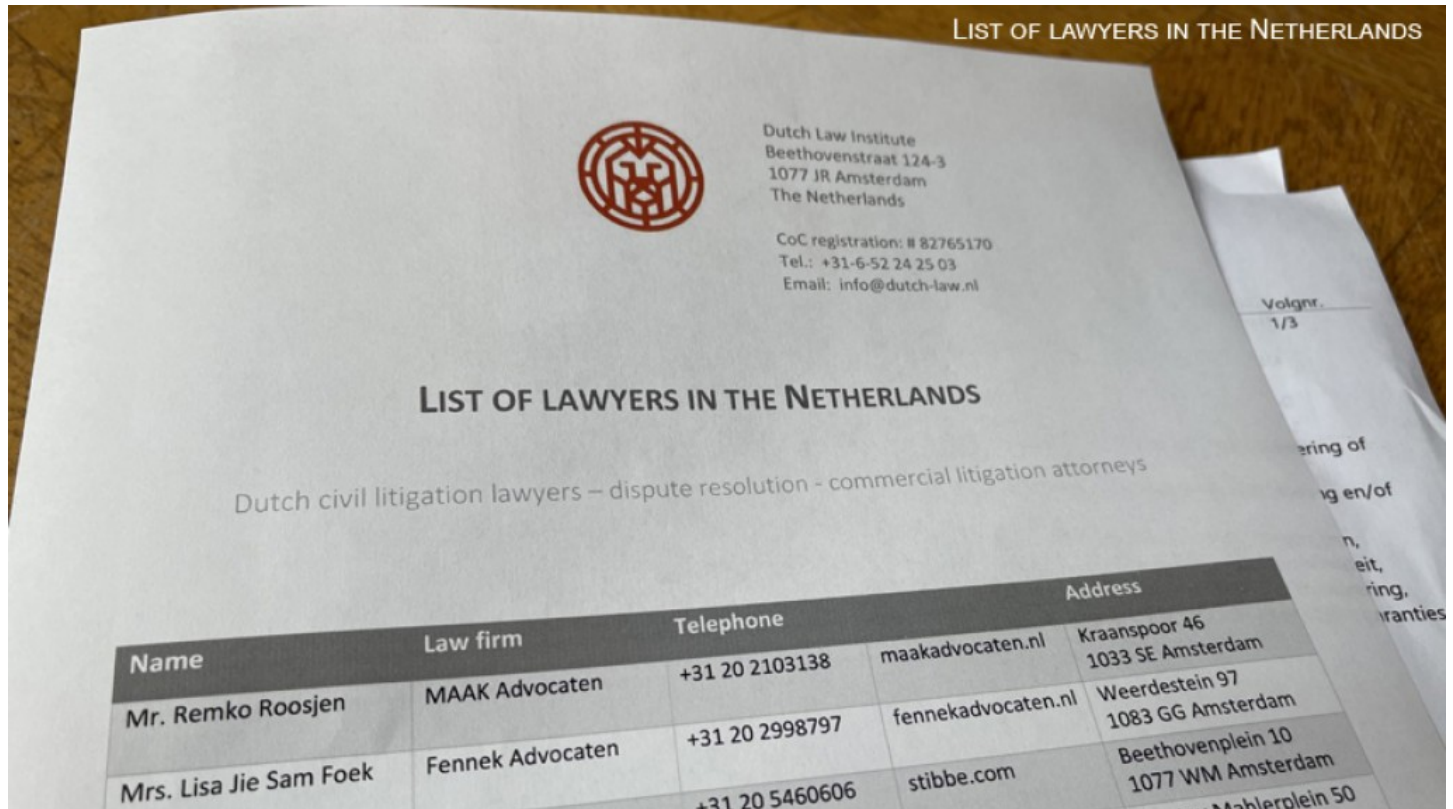 LIST OF LAWYERS IN THE NETHERLANDS
Dutch Law Institute
Beethovenstraat 124-3
1077 JR Amsterdam
The Netherlands
CoC registration: # 82765170
Tel.: +31-6-52 24 25 03
Email: info@dutch-law.nl
LIST OF LAWYERS IN THE NETHERLANDS
Dutch civil litigation lawyers – dispute resolution - commercial litigation attorneys
Name Law firm Telephone Address
Mr. Remko Roosjen MAAK Advocaten +31 20 2103138 maakadvocaten.nl Kraanspoor 46
1033 SE Amsterdam
Mrs. Lisa Jie Sam Foek Fennek Advocaten +31 20 2998797 fennekadvocaten.nl Weerdestein 97
1083 GG Amsterdam
+31 20 5460606 stibbe.com Beethovenplein 10
1077 WM Amsterdam
Mahlerplein 50
Volgnr.
1/3
ering of
ng en/of
n,
eit,
ring,
ranties